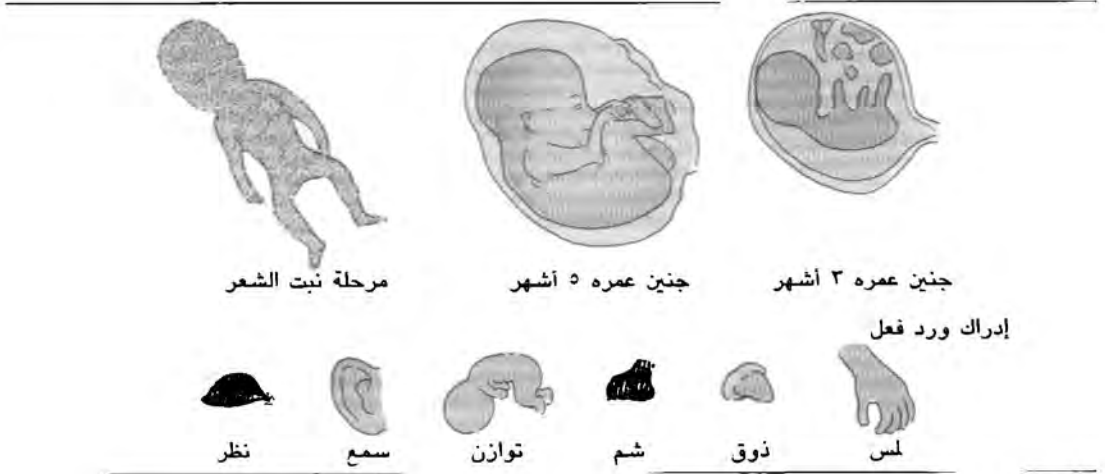 جنين عمره ٣ أشهر
جنين عمره ٥ أشهر
مرحلة نبت الشعر
إدراك ورد فعل
لمس
ذوق
شم
توازن
سمع
نظر